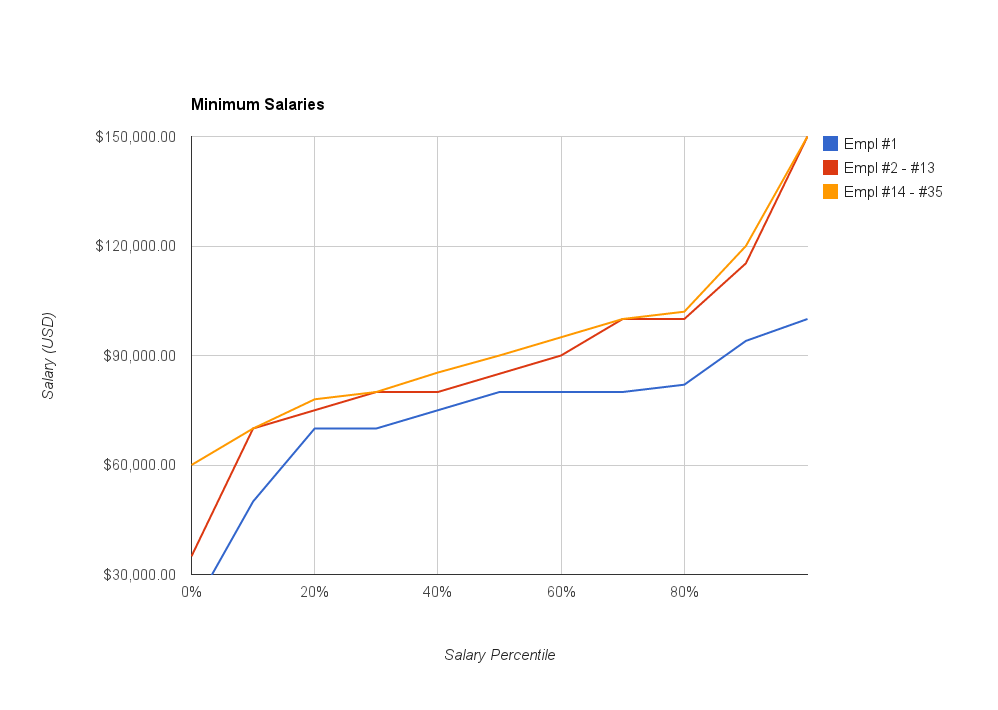 Minimum Salaries
$150,000.00
$120,000.00
$90,000.00
$60,000.00
$30,000.00
Salary (USD)
0% 20% 40% 60% 80%
Salary Percentile
Empl #1
Empl #2 - #13
Empl #14 - #35